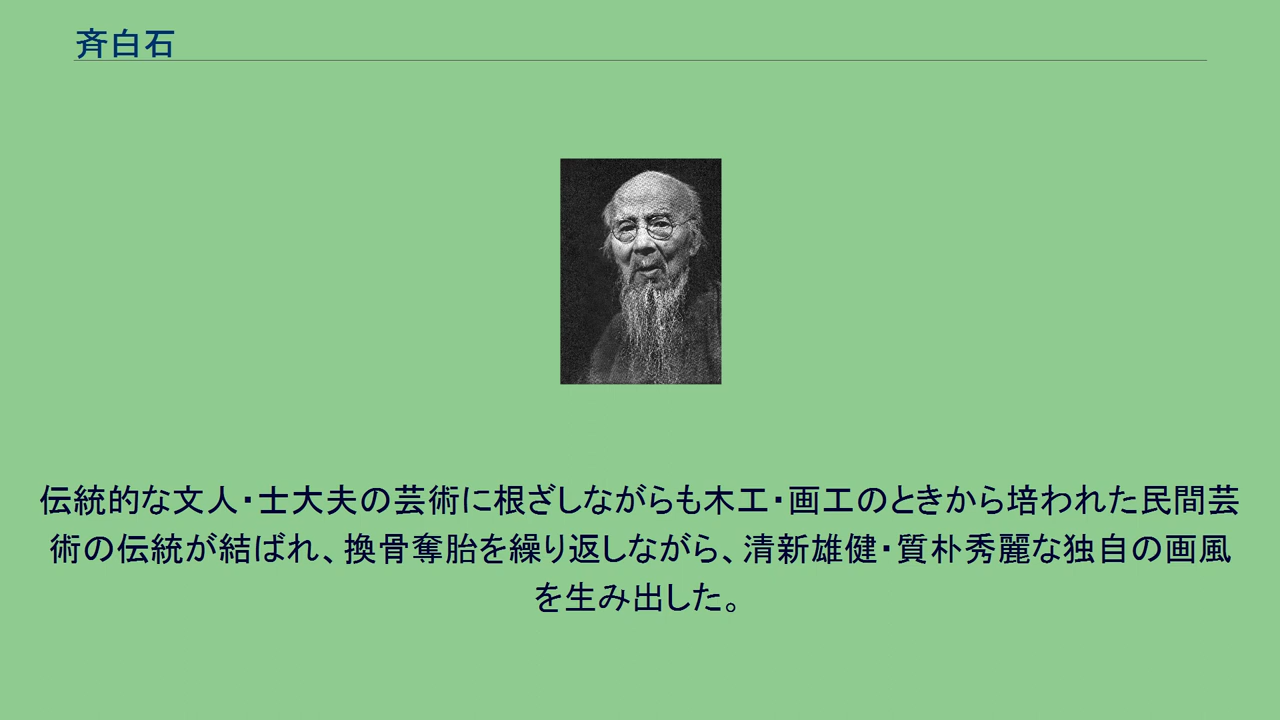 斉白石
伝統的な文人・士大夫の芸術に根ざしながらも木工・画工のときから培われた民間芸
術の伝統が結ばれ、換骨奪胎を繰り返しながら、清新雄健・質朴秀麗な独自の画風
を生み出した。